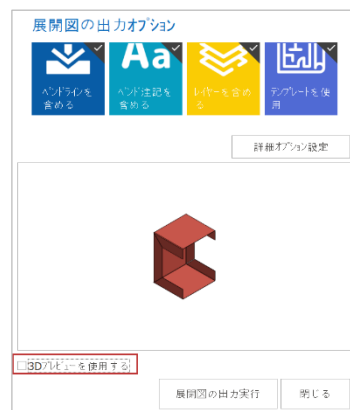 展開図の出力オプション
Aa
ベンドラインを
含める
ベンド注記を
含める
レイヤーを含め
る
テンプレートを使
用
詳細オプション設定
3Dプレビューを使用する
展開図の出力実行
閉じる